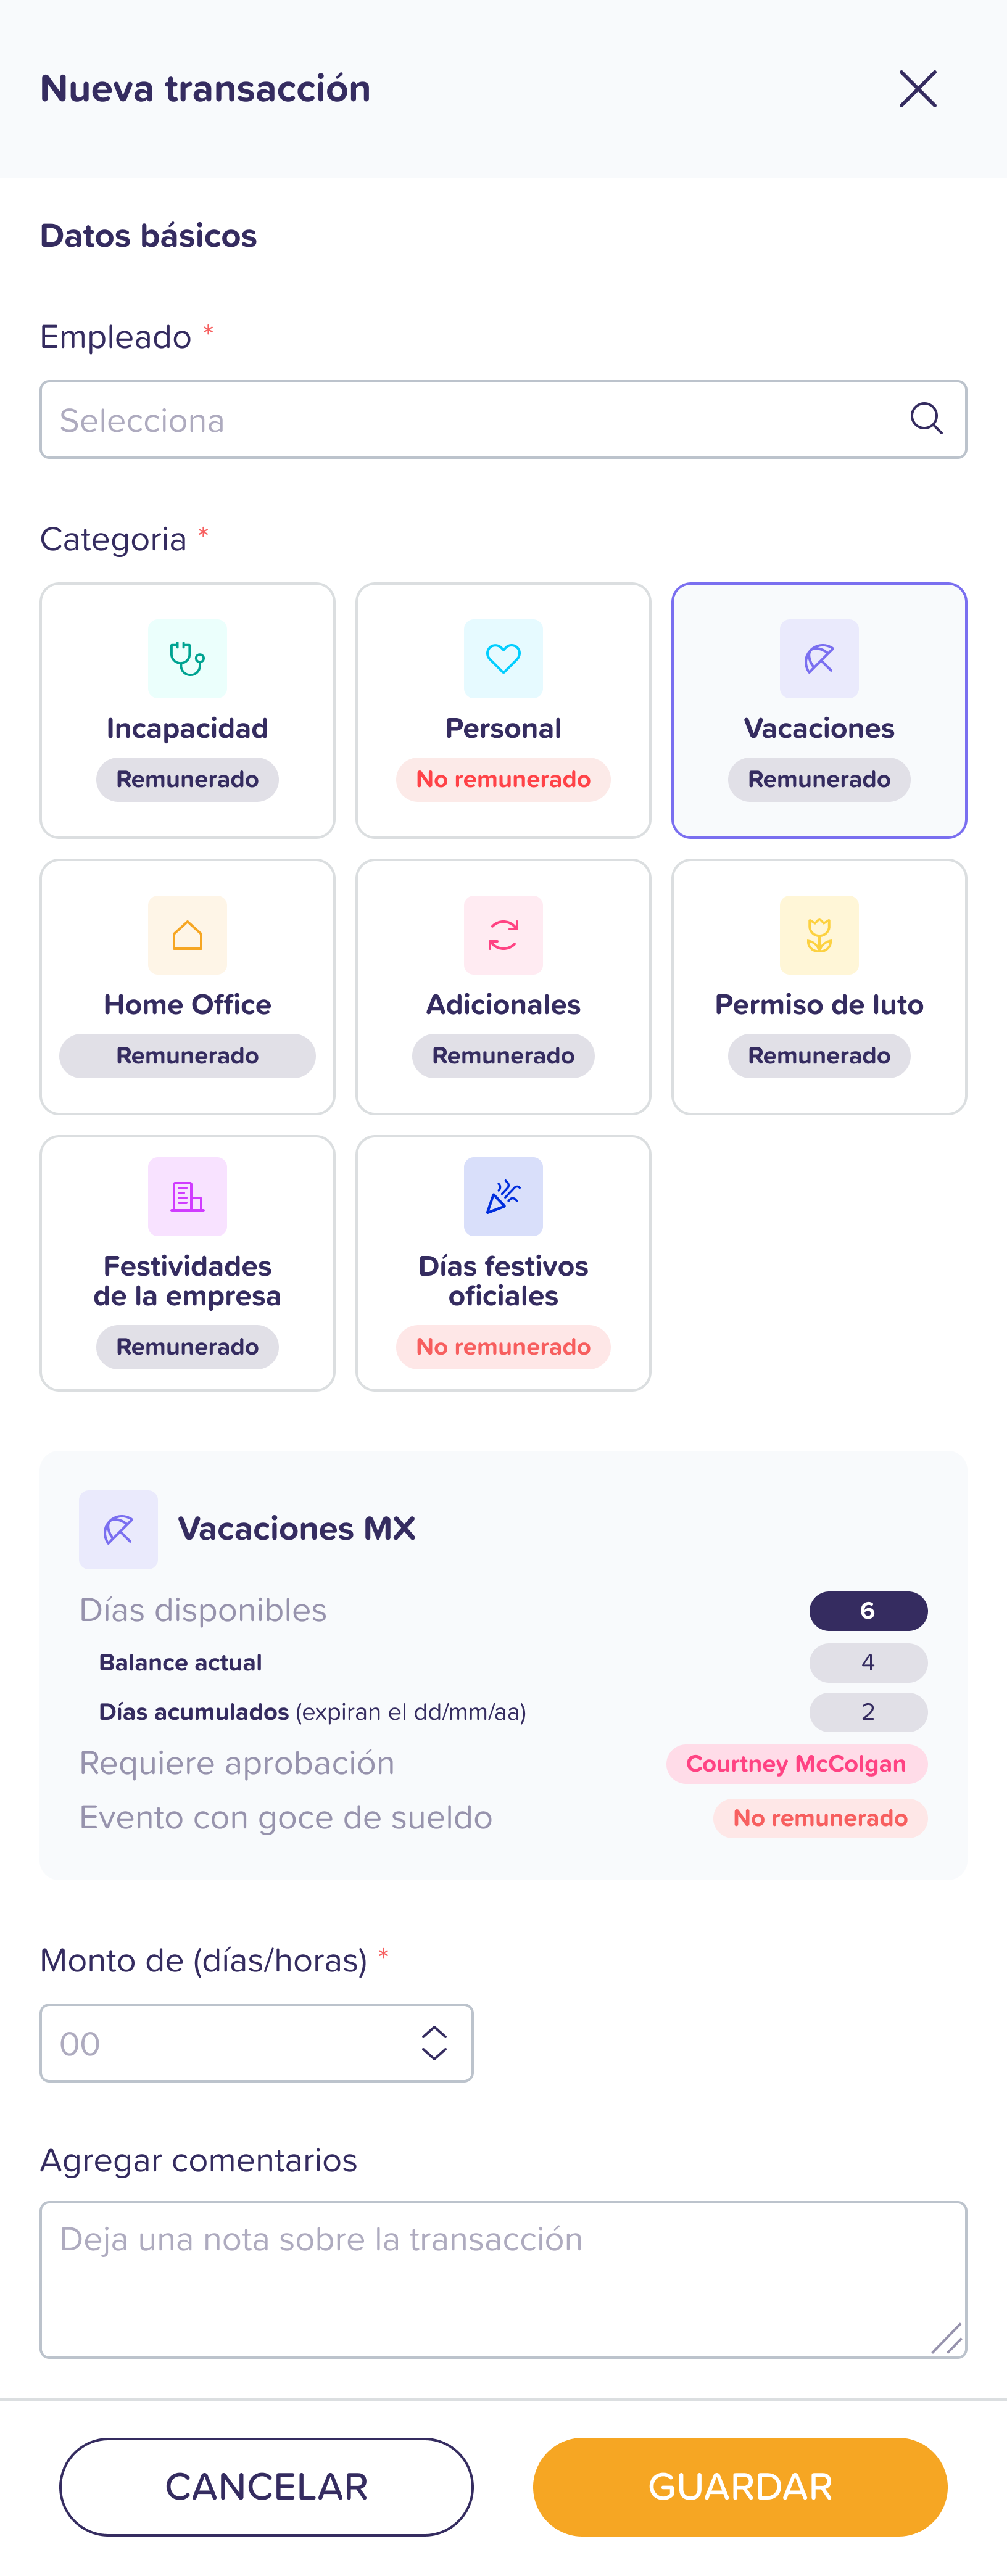 Nueva transacción
Datos básicos
Empleado *
Selecciona
Categoria *
Incapacidad
Remunerado
Personal
No remunerado
Vacaciones
Remunerado
Home Office
Remunerado
Adicionales
Remunerado
Permiso de luto
Remunerado
Festividades
de la empresa
Remunerado
Días festivos
oficiales
No remunerado
Vacaciones MX
Días disponibles 6
Balance actual 4
Días acumulados (expiran el dd/mm/aa) 2
Requiere aprobación Courtney McColgan
Evento con goce de sueldo No remunerado
Monto de (días/horas) *
00
Agregar comentarios
Deja una nota sobre la transacción
CANCELAR GUARDAR